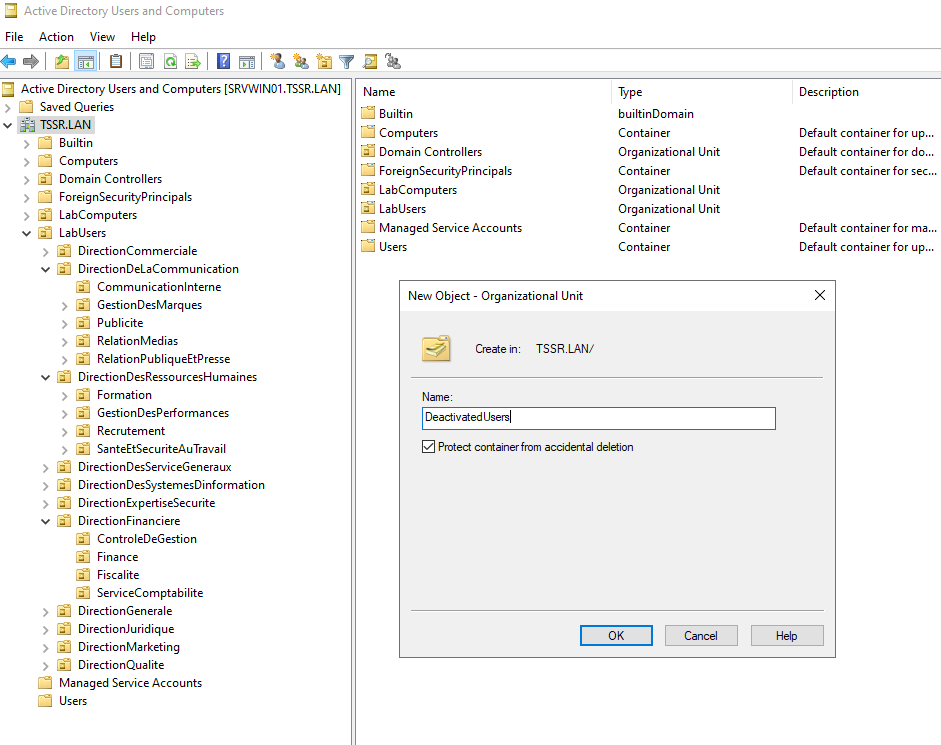 Active Directory Users and Computers
File Action View Help
Active Directory Users and Computers [SRVWIN01.TSSR.LAN]
Saved Queries
TSSR.LAN
Builtin
Computers
Domain Controllers
ForeignSecurityPrincipals
LabComputers
LabUsers
DirectionCommerciale
DirectionDeLaCommunication
CommunicationInterne
GestionDesMarques
Publicite
RelationMedias
RelationPubliqueEtPresse
DirectionDesRessourcesHumaines
Formation
GestionDesPerformances
Recrutement
SanteEtSecuriteAuTravail
DirectionDesServiceGeneraux
DirectionDesSystemesDinformation
DirectionExpertiseSecurite
DirectionFinanciere
ControleDeGestion
Finance
Fiscalite
ServiceComptabilite
DirectionGenerale
DirectionJuridique
DirectionMarketing
DirectionQualite
Managed Service Accounts
Users
Name Type Description
Builtin builtinDomain
Computers Container Default container for up...
Domain Controllers Organizational Unit Default container for do...
ForeignSecurityPrincipals Container Default container for sec...
LabComputers Organizational Unit
LabUsers Organizational Unit
Managed Service Accounts Container Default container for ma...
Users Container Default container for up...
New Object - Organizational Unit
Create in: TSSR.LAN/
Name:
DeactivatedUsers
Protect container from accidental deletion
OK Cancel Help